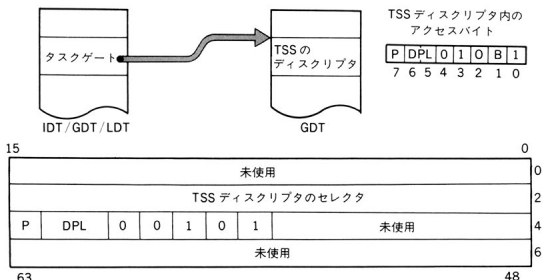 タスクゲート
IDT/GDT/LDT
TSSの
ディスクリプタ
GDT
TSSディスクリプタ内の
アクセスバイト
P DPL 0 1 0 B 1
7 6 5 4 3 2 1 0
15 0
未使用 0
TSSディスクリプタのセレクタ 2
P DPL 0 0 1 0 1 未使用 4
未使用 6
63 48